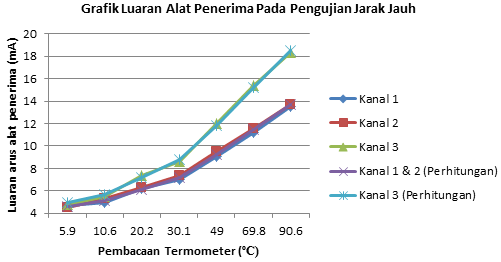 Grafik Luaran Alat Penerima Pada Pengujian Jarak Jauh
Luaran arus alat penerima (mA)
20
18
16
14
12
10
8
6
4
5.9 10.6 20.2 30.1 49 69.8 90.6
Pembacaan Termometer (°C)
Kanal 1
Kanal 2
Kanal 3
Kanal 1 & 2 (Perhitungan)
Kanal 3 (Perhitungan)